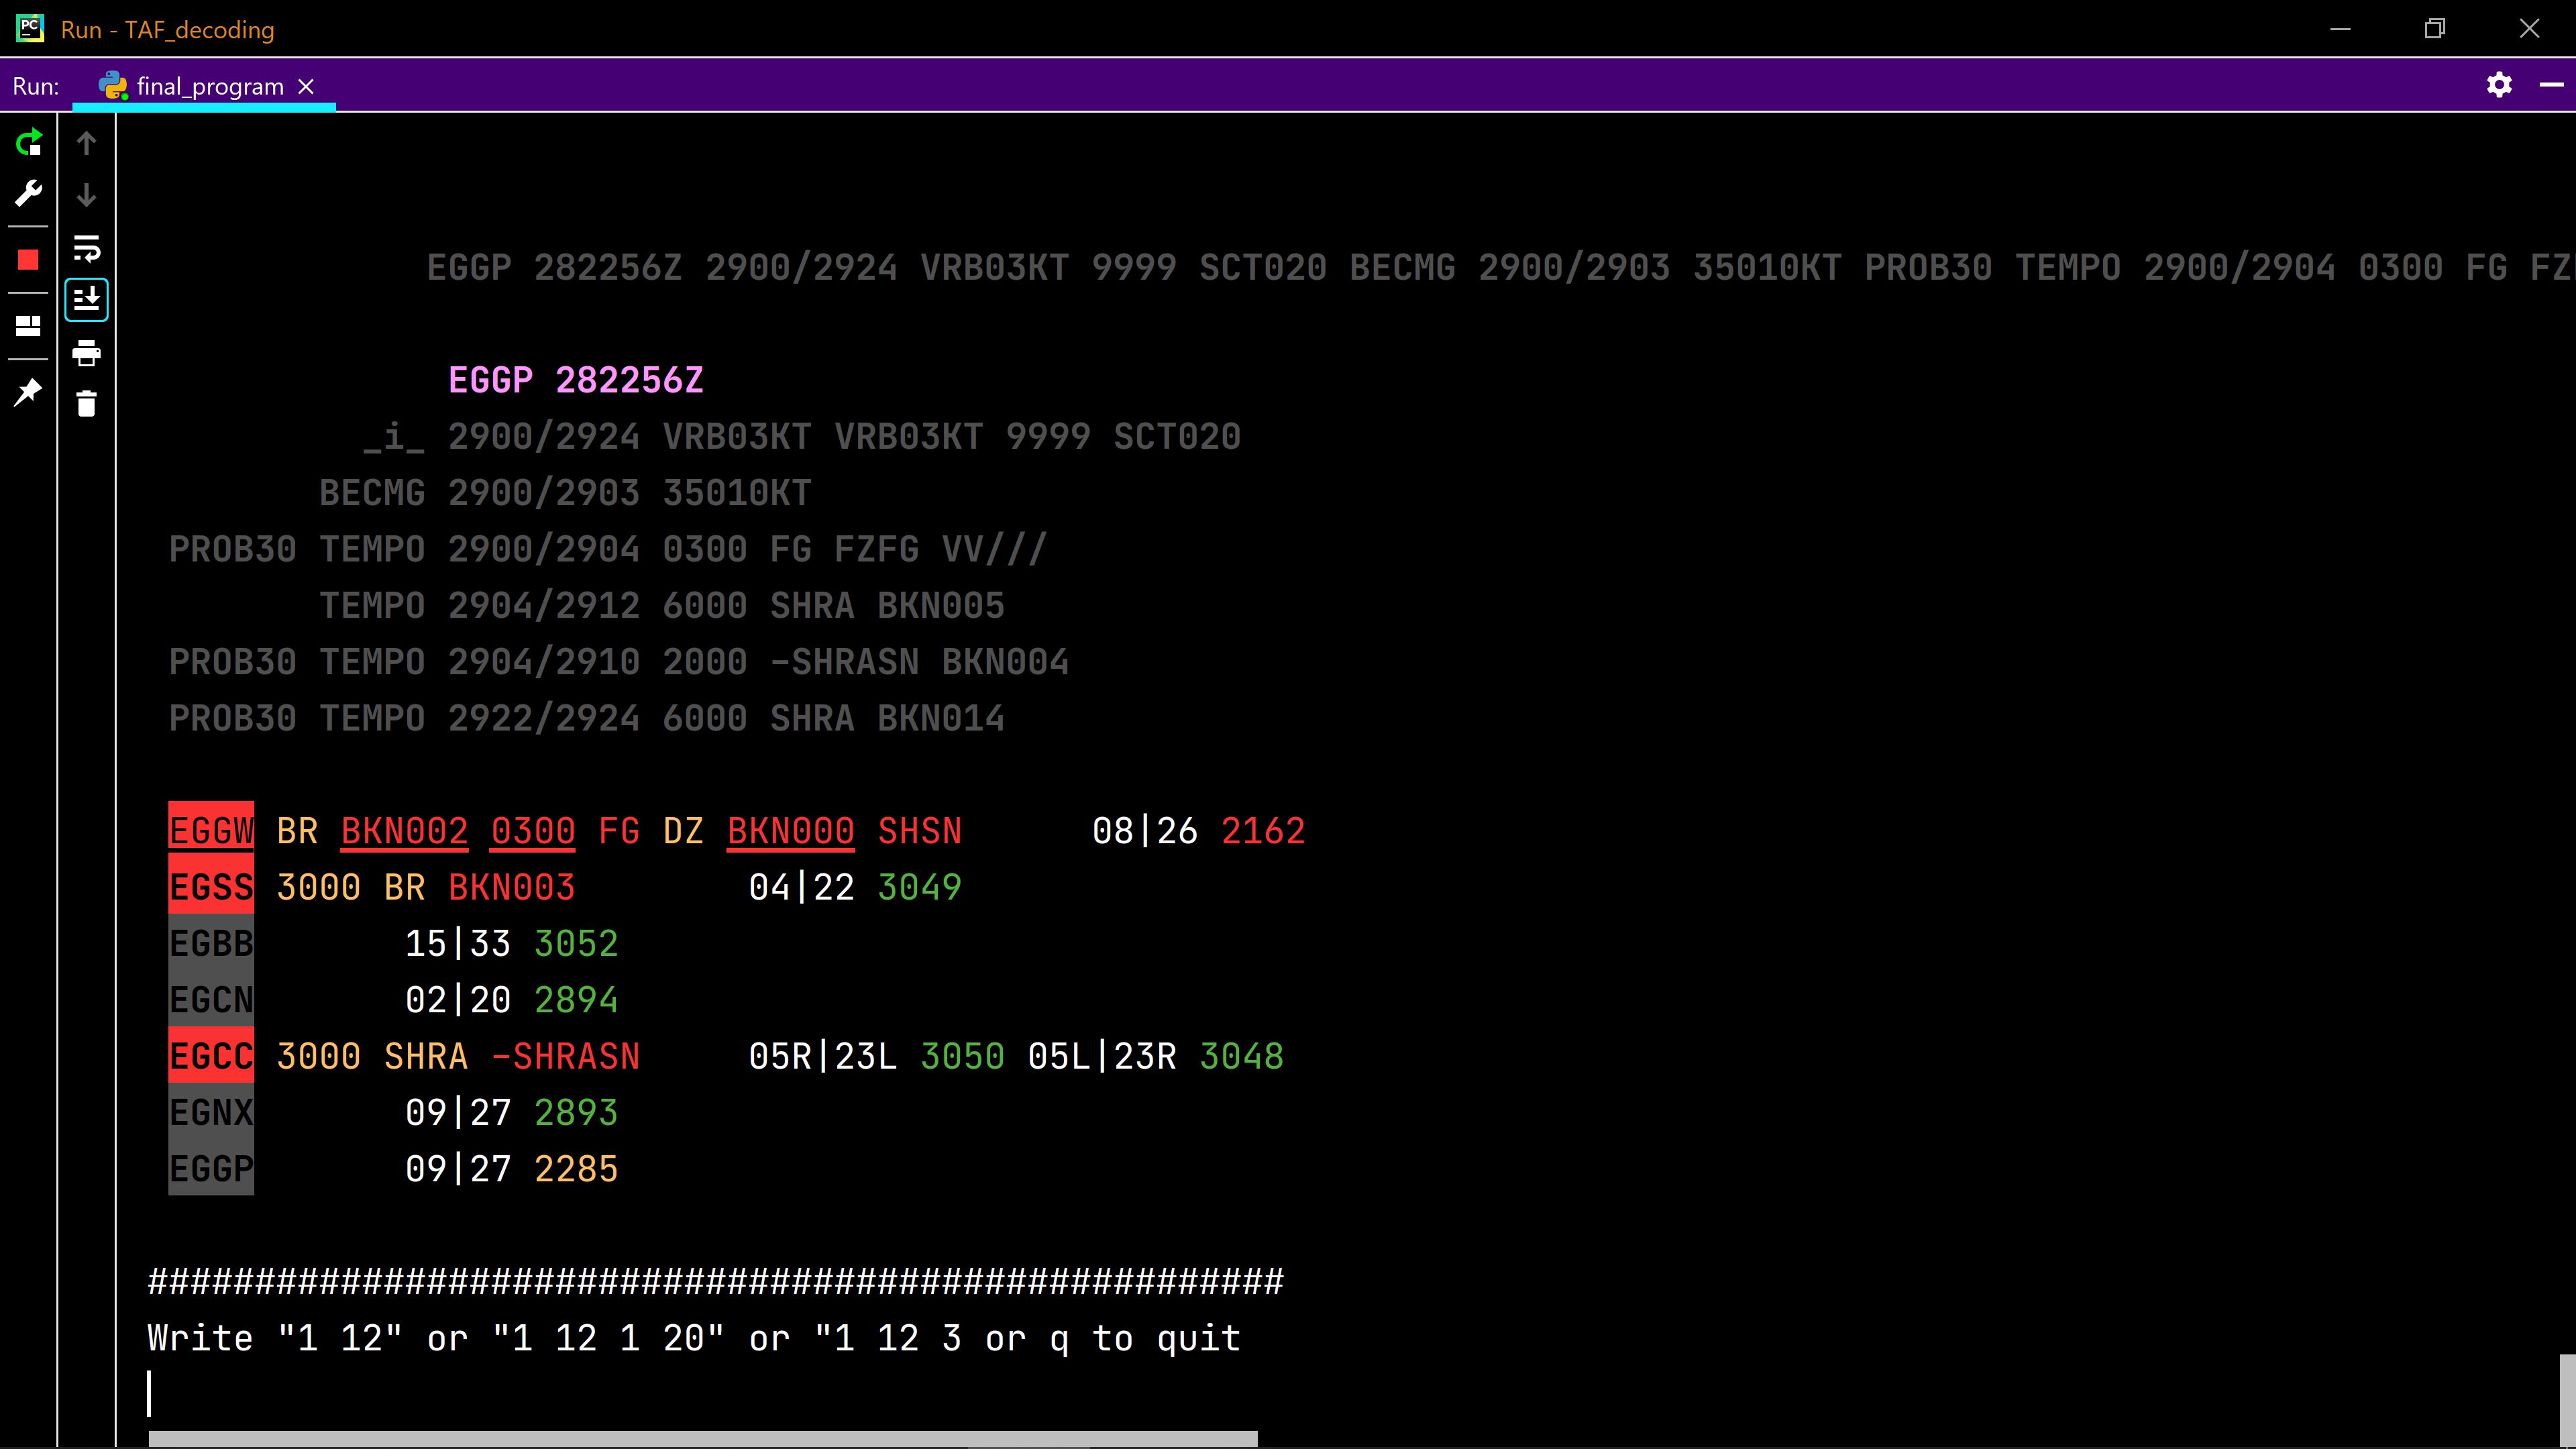 PC Run - TAF_decoding
Run: final_program
EGGP 282256Z 2900/2924 VRB03KT 9999 SCT020 BECMG 2900/2903 35010KT PROB30 TEMPO 2900/2904 0300 FG FZ
EGGP 282256Z
_i_ 2900/2924 VRB03KT VRB03KT 9999 SCT020
BECMG 2900/2903 35010KT
PROB30 TEMPO 2900/2904 0300 FG FZFG VV///
TEMPO 2904/2912 6000 SHRA BKN005
PROB30 TEMPO 2904/2910 2000 -SHRASN BKN004
PROB30 TEMPO 2922/2924 6000 SHRA BKN014
EGGW BR BKN002 0300 FG DZ BKN000 SHSN 08|26 2162
EGSS 3000 BR BKN003 04|22 3049
EGBB 15|33 3052
EGCN 02|20 2894
EGCC 3000 SHRA -SHRASN 05R|23L 3050 05L|23R 3048
EGNX 09|27 2893
EGGP 09|27 2285
#####################################################
Write "1 12" or "1 12 1 20" or "1 12 3 or q to quit